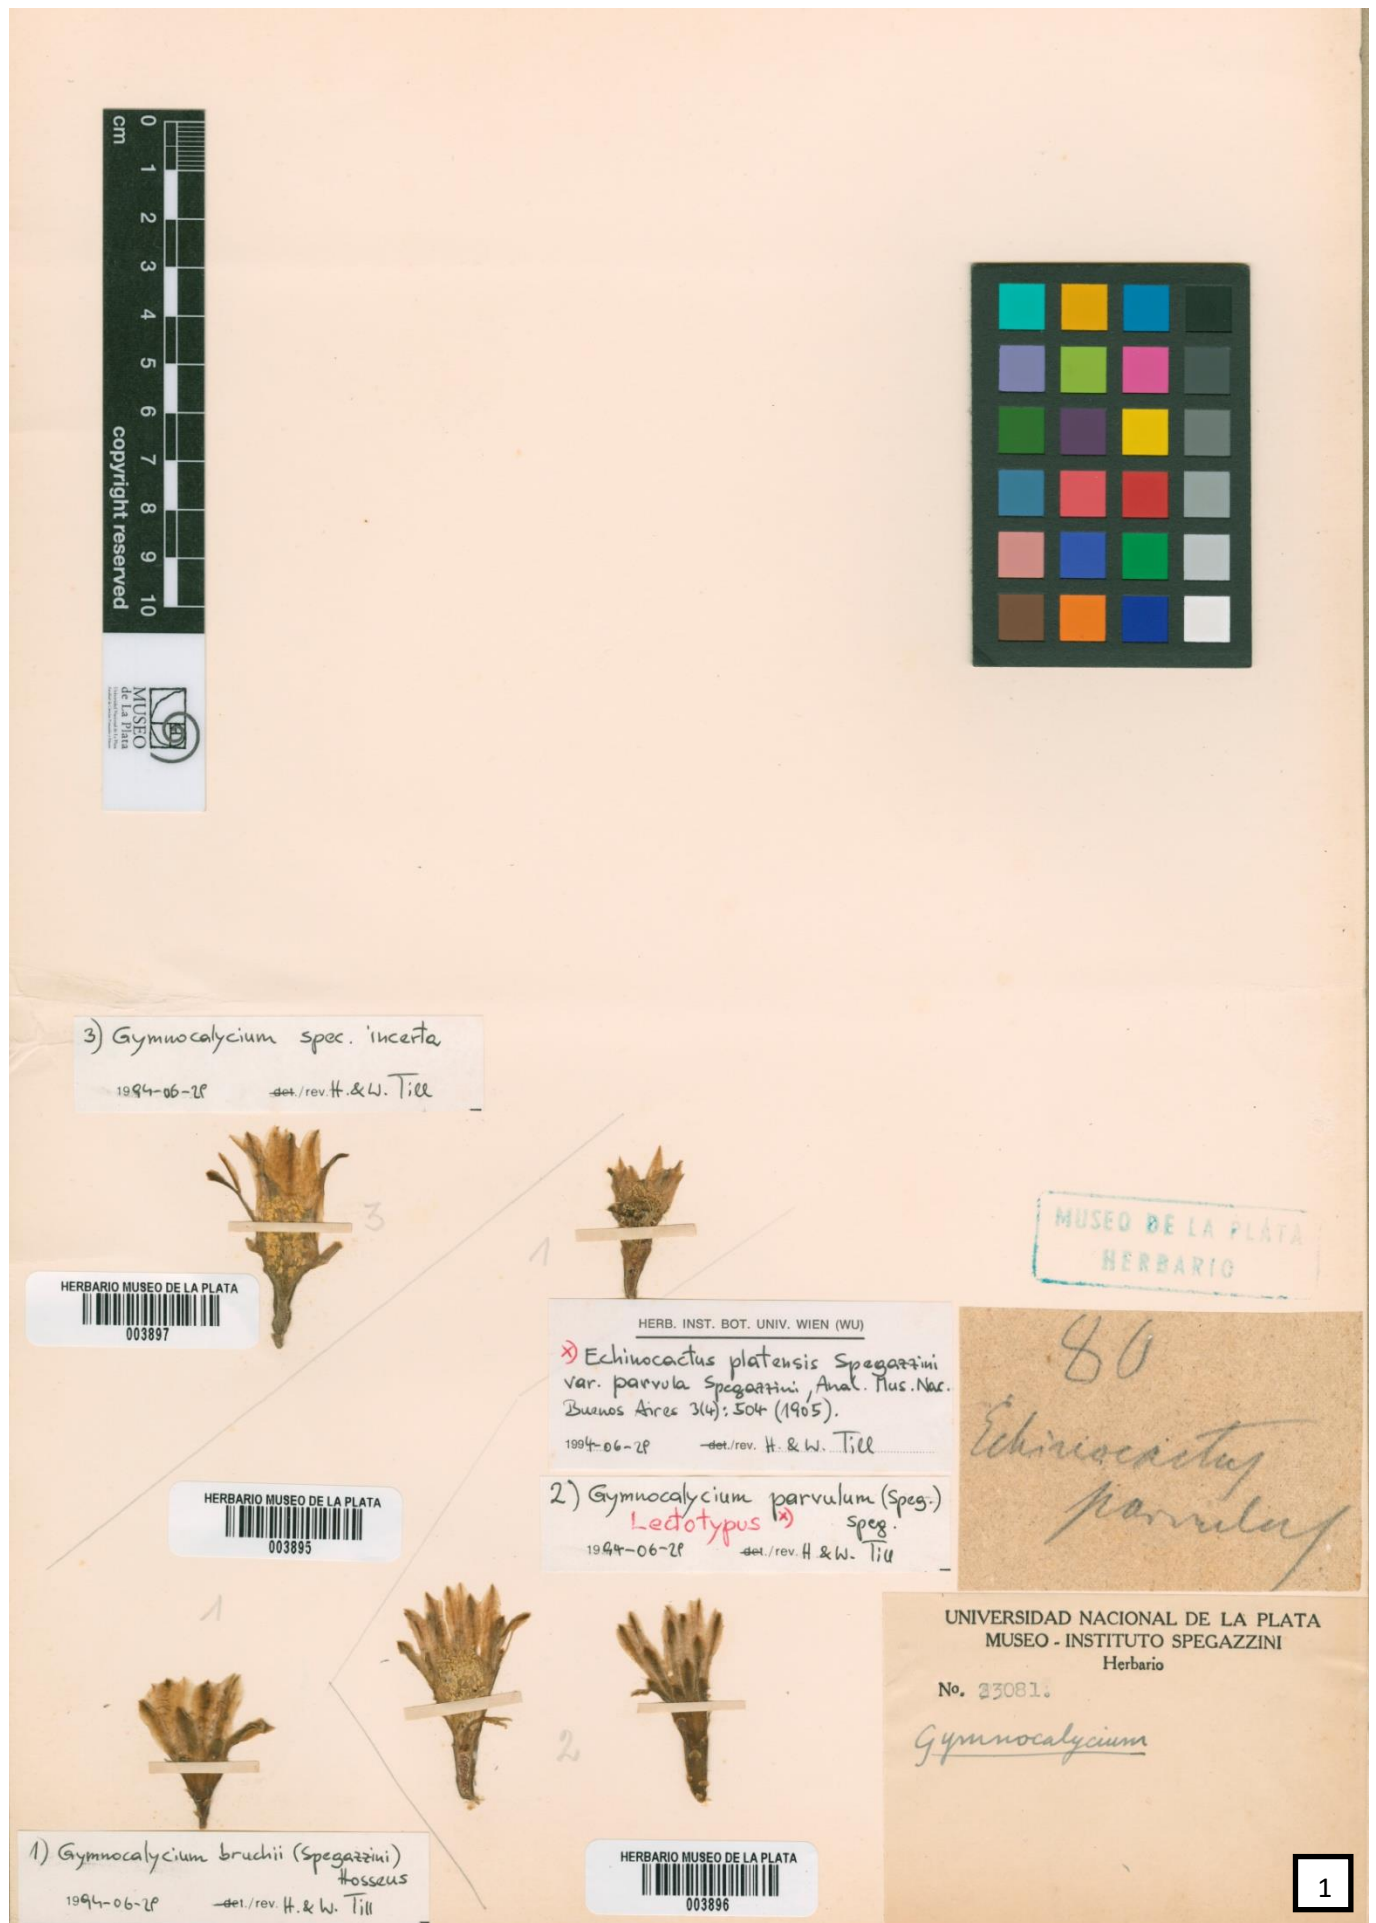 0
cm
1
2
3
4
5
6
7
8
9
10
copyright reserved
MUSEO
de La Plata
3) Gymnocalycium spec. incerta
1994-06-29 det./rev. H. & W. Till
3
1
HERBARIO MUSEO DE LA PLATA
003897
MUSEO DE LA PLATA
HERBARIO
HERB. INST. BOT. UNIV. WIEN (WU)
x) Echinocactus platensis Spegazzini
var. parvula Spegazzini, Anal. Mus. Nac.
Buenos Aires 3(4): 504 (1905).
1994-06-29 det./rev. H. & W. Till
80
Echinocactus
parvulus
HERBARIO MUSEO DE LA PLATA
003895
2) Gymnocalycium parvulum (Speg.)
Lectotypus x) Speg.
1994-06-29 det./rev. H. & W. Till
UNIVERSIDAD NACIONAL DE LA PLATA
MUSEO - INSTITUTO SPEGAZZINI
Herbario
No. 23081.
Gymnocalycium
1
2
1) Gymnocalycium bruchii (Spegazzini)
Hosseus
1994-06-29 det./rev. H. & W. Till
HERBARIO MUSEO DE LA PLATA
003896
1